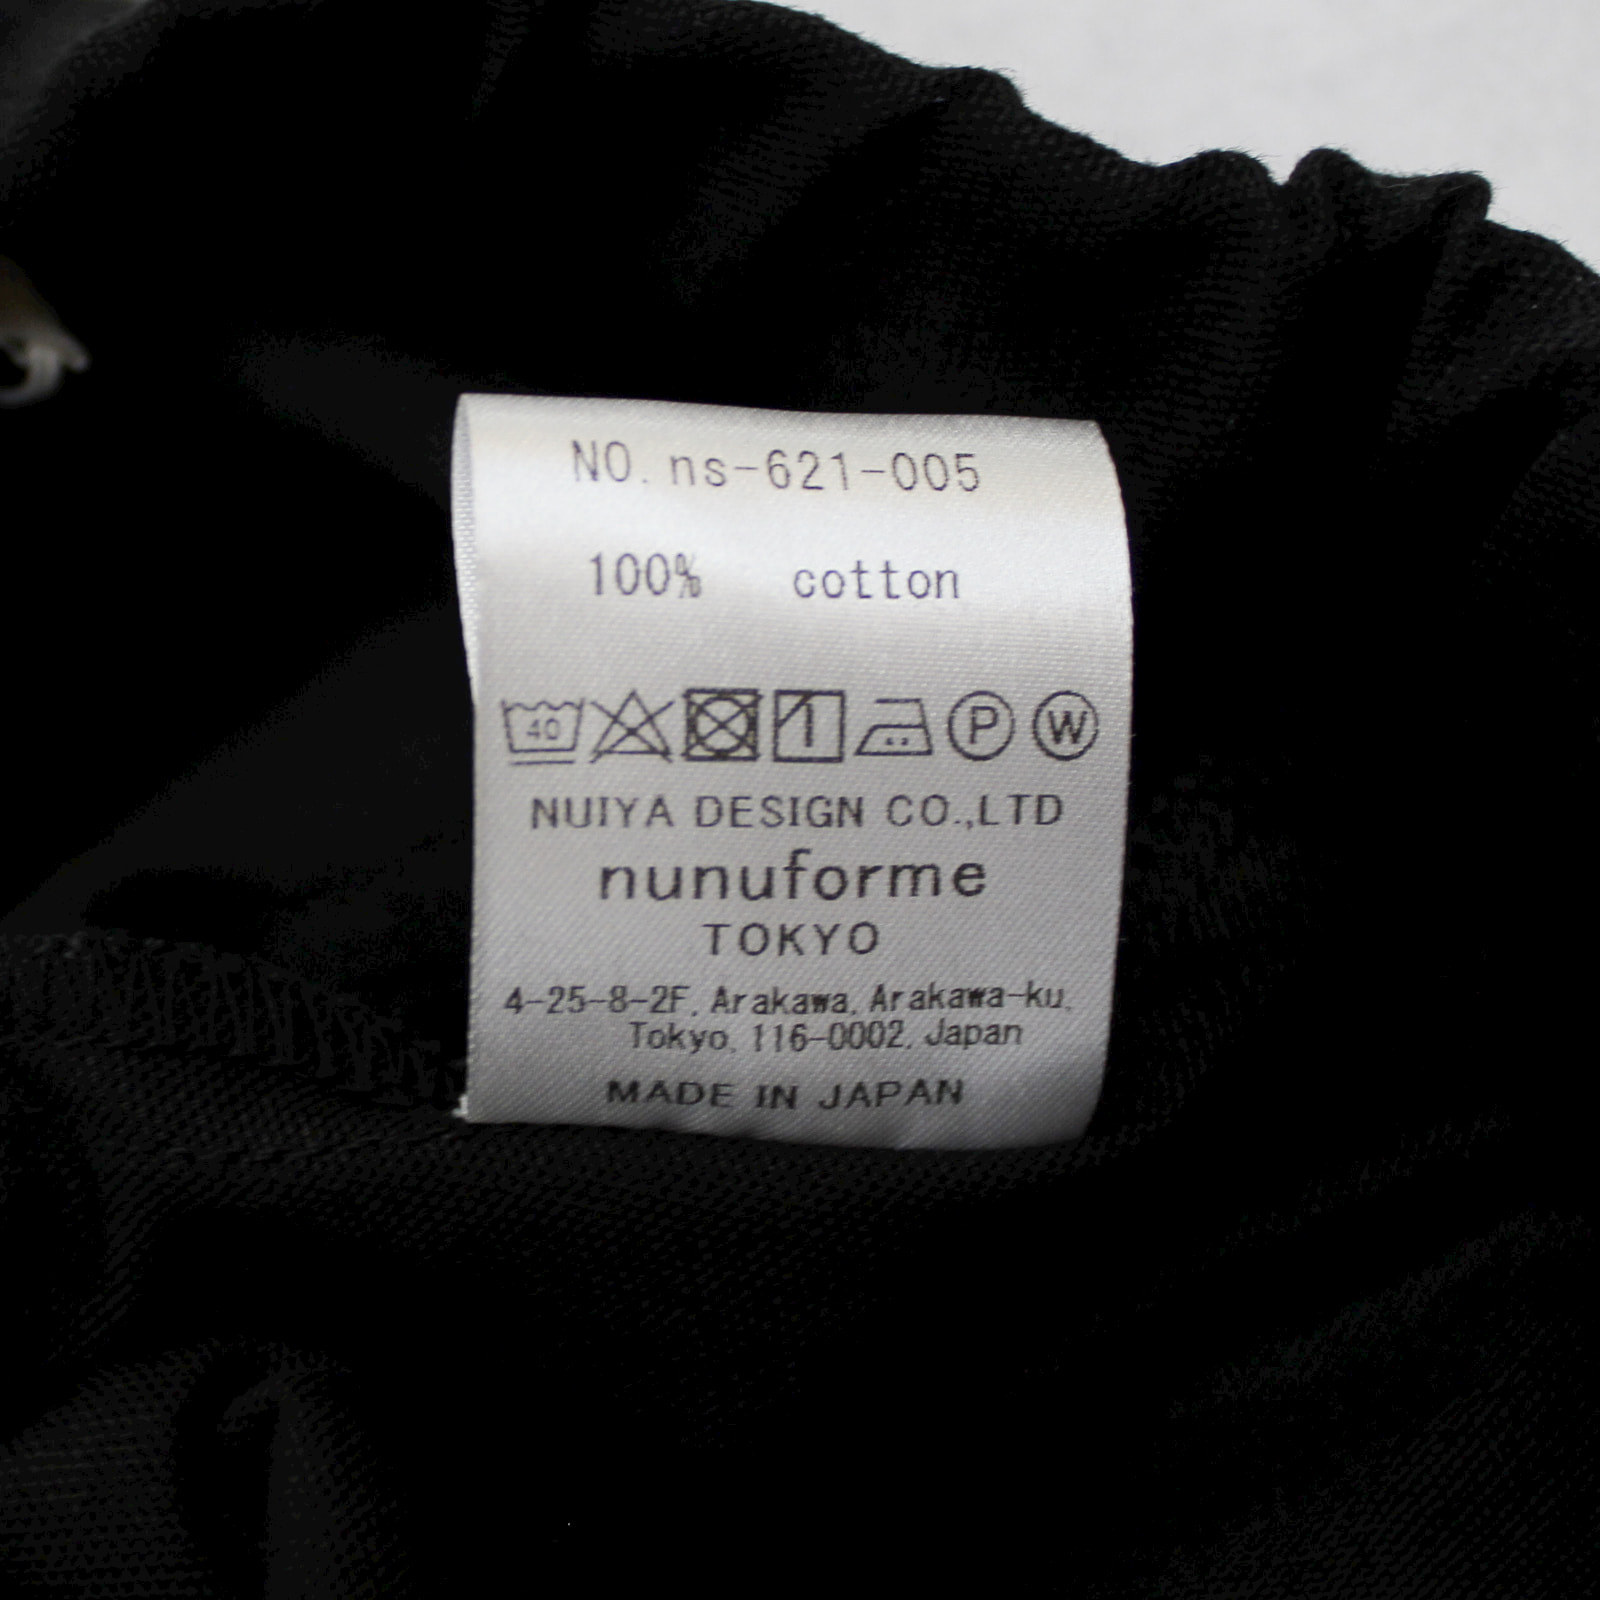 NO. ns-621-005
100% cotton
40 P W
NUIYA DESIGN CO.,LTD
nunuforme
TOKYO
4-25-8-2F, Arakawa, Arakawa-ku,
Tokyo, 116-0002, Japan
MADE IN JAPAN